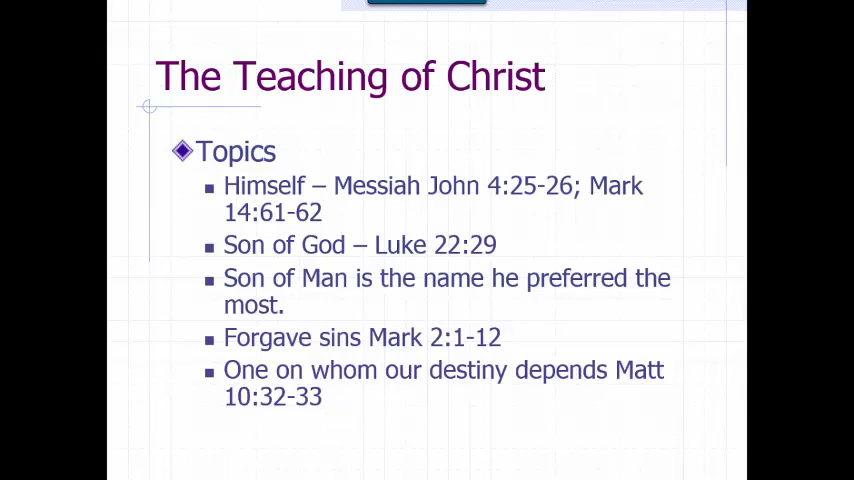 The Teaching of Christ
Topics
Himself – Messiah John 4:25-26; Mark
14:61-62
Son of God – Luke 22:29
Son of Man is the name he preferred the
most.
Forgave sins Mark 2:1-12
One on whom our destiny depends Matt
10:32-33